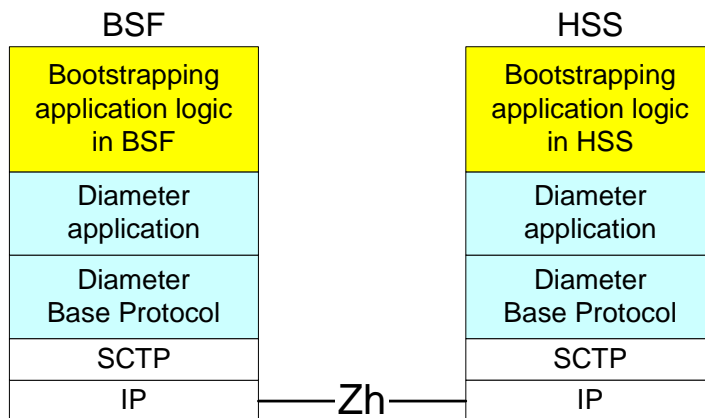 BSF
Bootstrapping
application logic
in BSF
Diameter
application
Diameter
Base Protocol
SCTP
IP
Zh
HSS
Bootstrapping
application logic
in HSS
Diameter
application
Diameter
Base Protocol
SCTP
IP